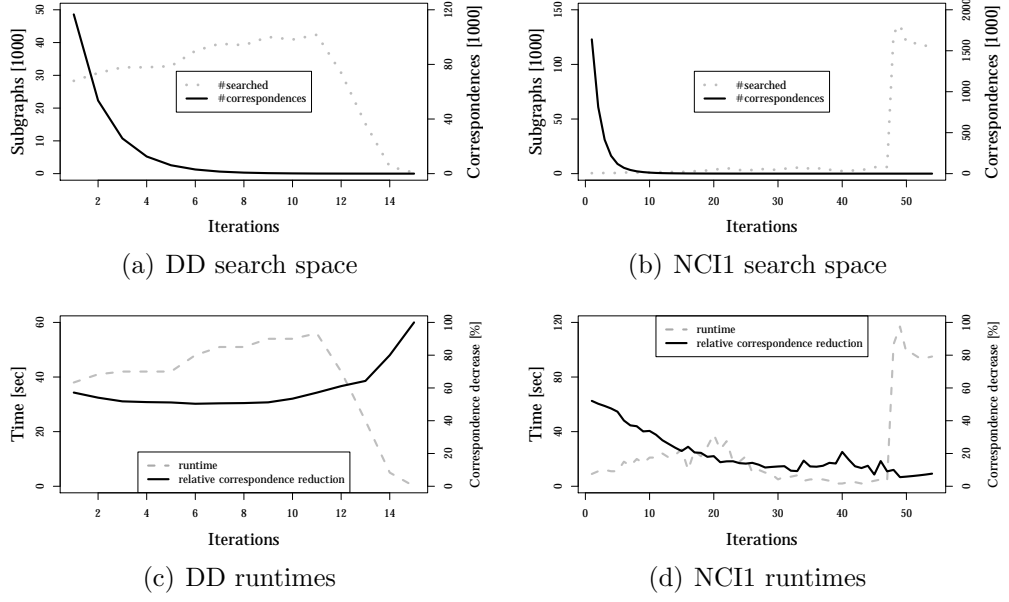 Subgraphs [1000]
0 10 20 30 40 50
#searched
#correspondences
2 4 6 8 10 12 14
Iterations
0 40 80 120
Correspondences [1000]
(a) DD search space
Subgraphs [1000]
0 50 100 150
#searched
#correspondences
0 10 20 30 40 50
Iterations
0 500 1500 2000
Correspondences [1000]
(b) NCI1 search space
Time [sec]
0 20 40 60
runtime
relative correspondence reduction
2 4 6 8 10 12 14
Iterations
0 20 40 60 80 100
Correspondence decrease [%]
(c) DD runtimes
Time [sec]
0 40 80 120
runtime
relative correspondence reduction
0 10 20 30 40 50
Iterations
0 20 40 60 80 100
Correspondence decrease [%]
(d) NCI1 runtimes